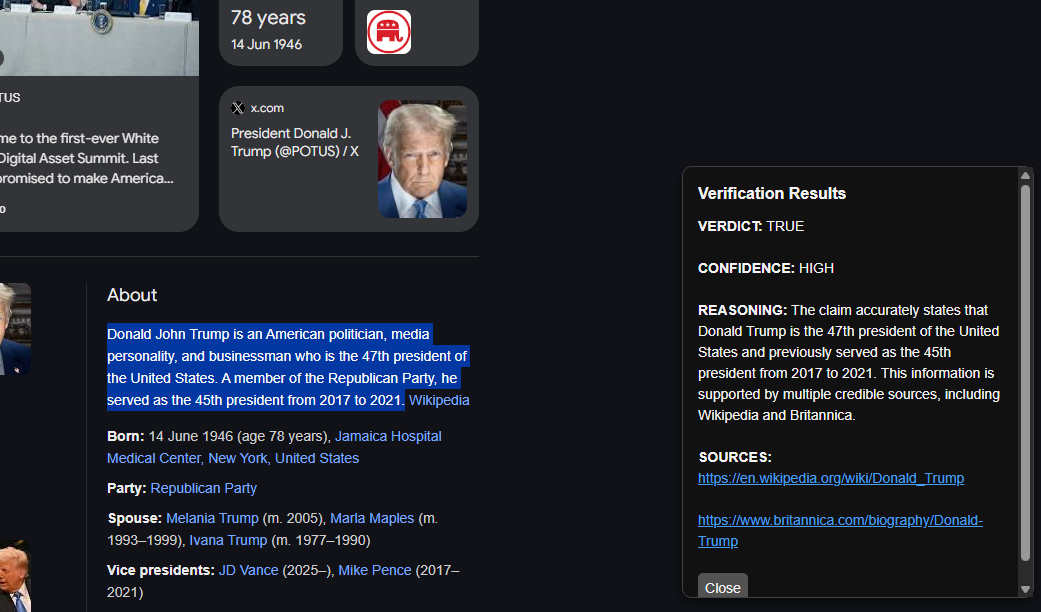 78 years
14 Jun 1946
TUS
me to the first-ever White
Digital Asset Summit. Last
promised to make America...
o
x.com
President Donald J.
Trump (@POTUS) / X
About
Donald John Trump is an American politician, media
personality, and businessman who is the 47th president of
the United States. A member of the Republican Party, he
served as the 45th president from 2017 to 2021. Wikipedia
Born: 14 June 1946 (age 78 years), Jamaica Hospital
Medical Center, New York, United States
Party: Republican Party
Spouse: Melania Trump (m. 2005), Marla Maples (m.
1993–1999), Ivana Trump (m. 1977–1990)
Vice presidents: JD Vance (2025–), Mike Pence (2017–
2021)
Verification Results
VERDICT: TRUE
CONFIDENCE: HIGH
REASONING: The claim accurately states that
Donald Trump is the 47th president of the United
States and previously served as the 45th
president from 2017 to 2021. This information is
supported by multiple credible sources, including
Wikipedia and Britannica.
SOURCES:
https://en.wikipedia.org/wiki/Donald_Trump
https://www.britannica.com/biography/Donald-
Trump
Close